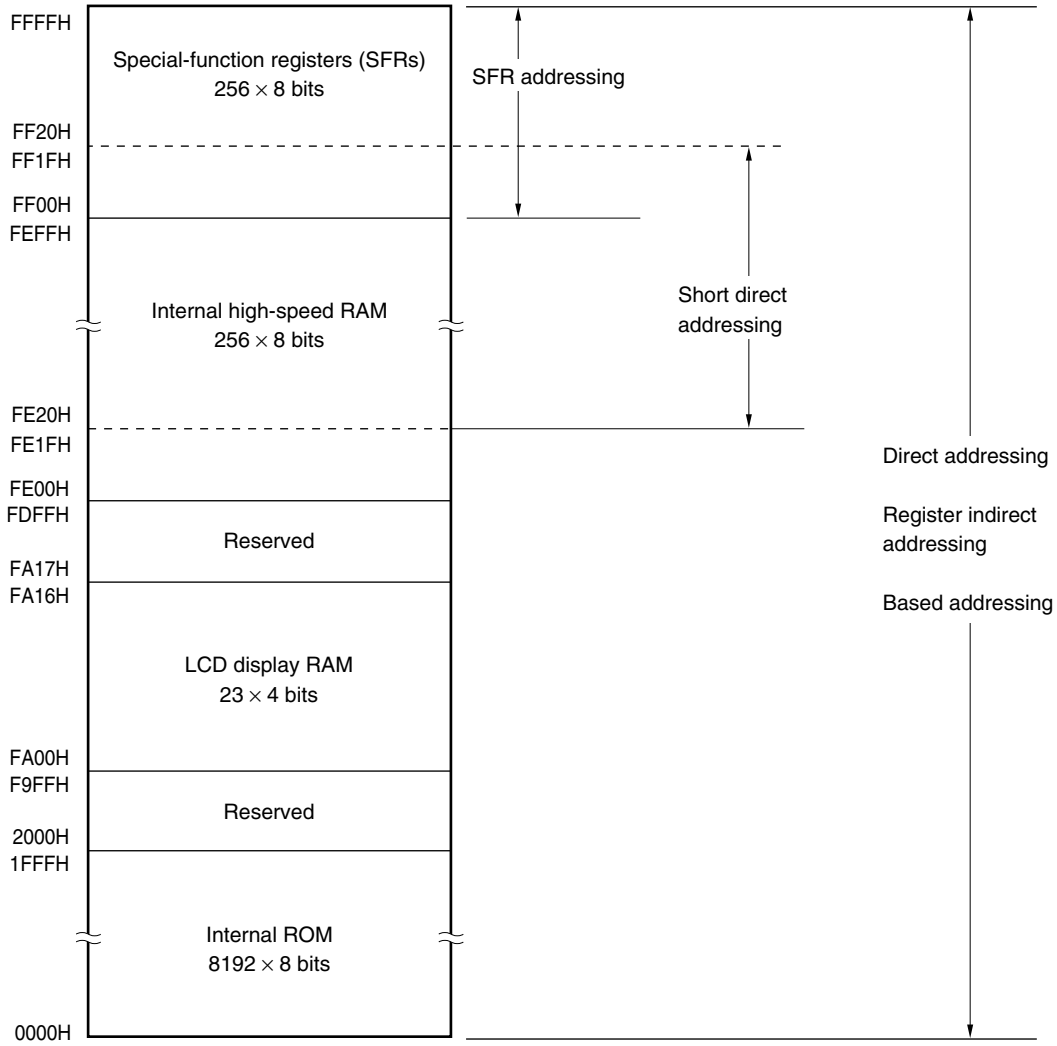 FFFFH
Special-function registers (SFRs)
256 × 8 bits
SFR addressing
FF20H
FF1FH
FF00H
FEFFH
Internal high-speed RAM
256 × 8 bits
Short direct
addressing
FE20H
FE1FH
Direct addressing
Register indirect
addressing
Based addressing
FE00H
FDFFH
Reserved
FA17H
FA16H
LCD display RAM
23 × 4 bits
FA00H
F9FFH
Reserved
2000H
1FFFH
Internal ROM
8192 × 8 bits
0000H